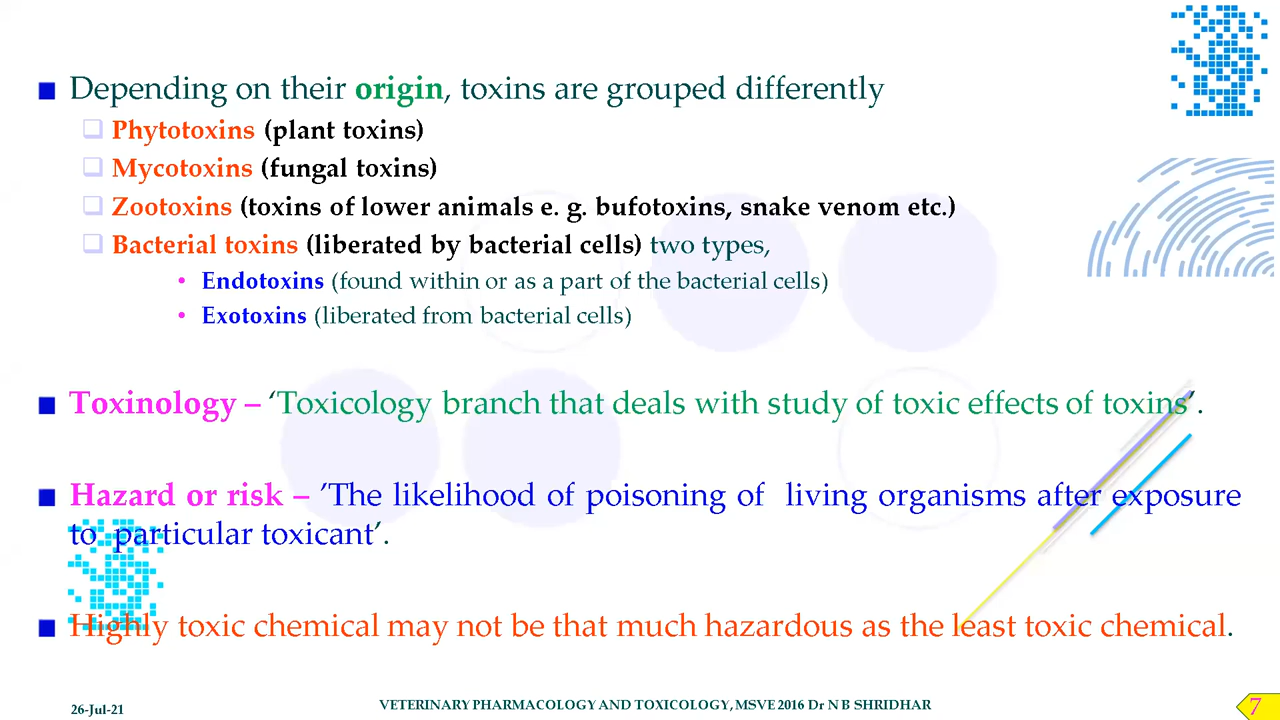 Depending on their origin, toxins are grouped differently
Phytotoxins (plant toxins)
Mycotoxins (fungal toxins)
Zootoxins (toxins of lower animals e. g. bufotoxins, snake venom etc.)
Bacterial toxins (liberated by bacterial cells) two types,
• Endotoxins (found within or as a part of the bacterial cells)
• Exotoxins (liberated from bacterial cells)
Toxinology – ‘Toxicology branch that deals with study of toxic effects of toxins’.
Hazard or risk – ’The likelihood of poisoning of living organisms after exposure
to particular toxicant’.
Highly toxic chemical may not be that much hazardous as the least toxic chemical.
26-Jul-21
VETERINARY PHARMACOLOGY AND TOXICOLOGY, MSVE 2016 Dr N B SHRIDHAR
7